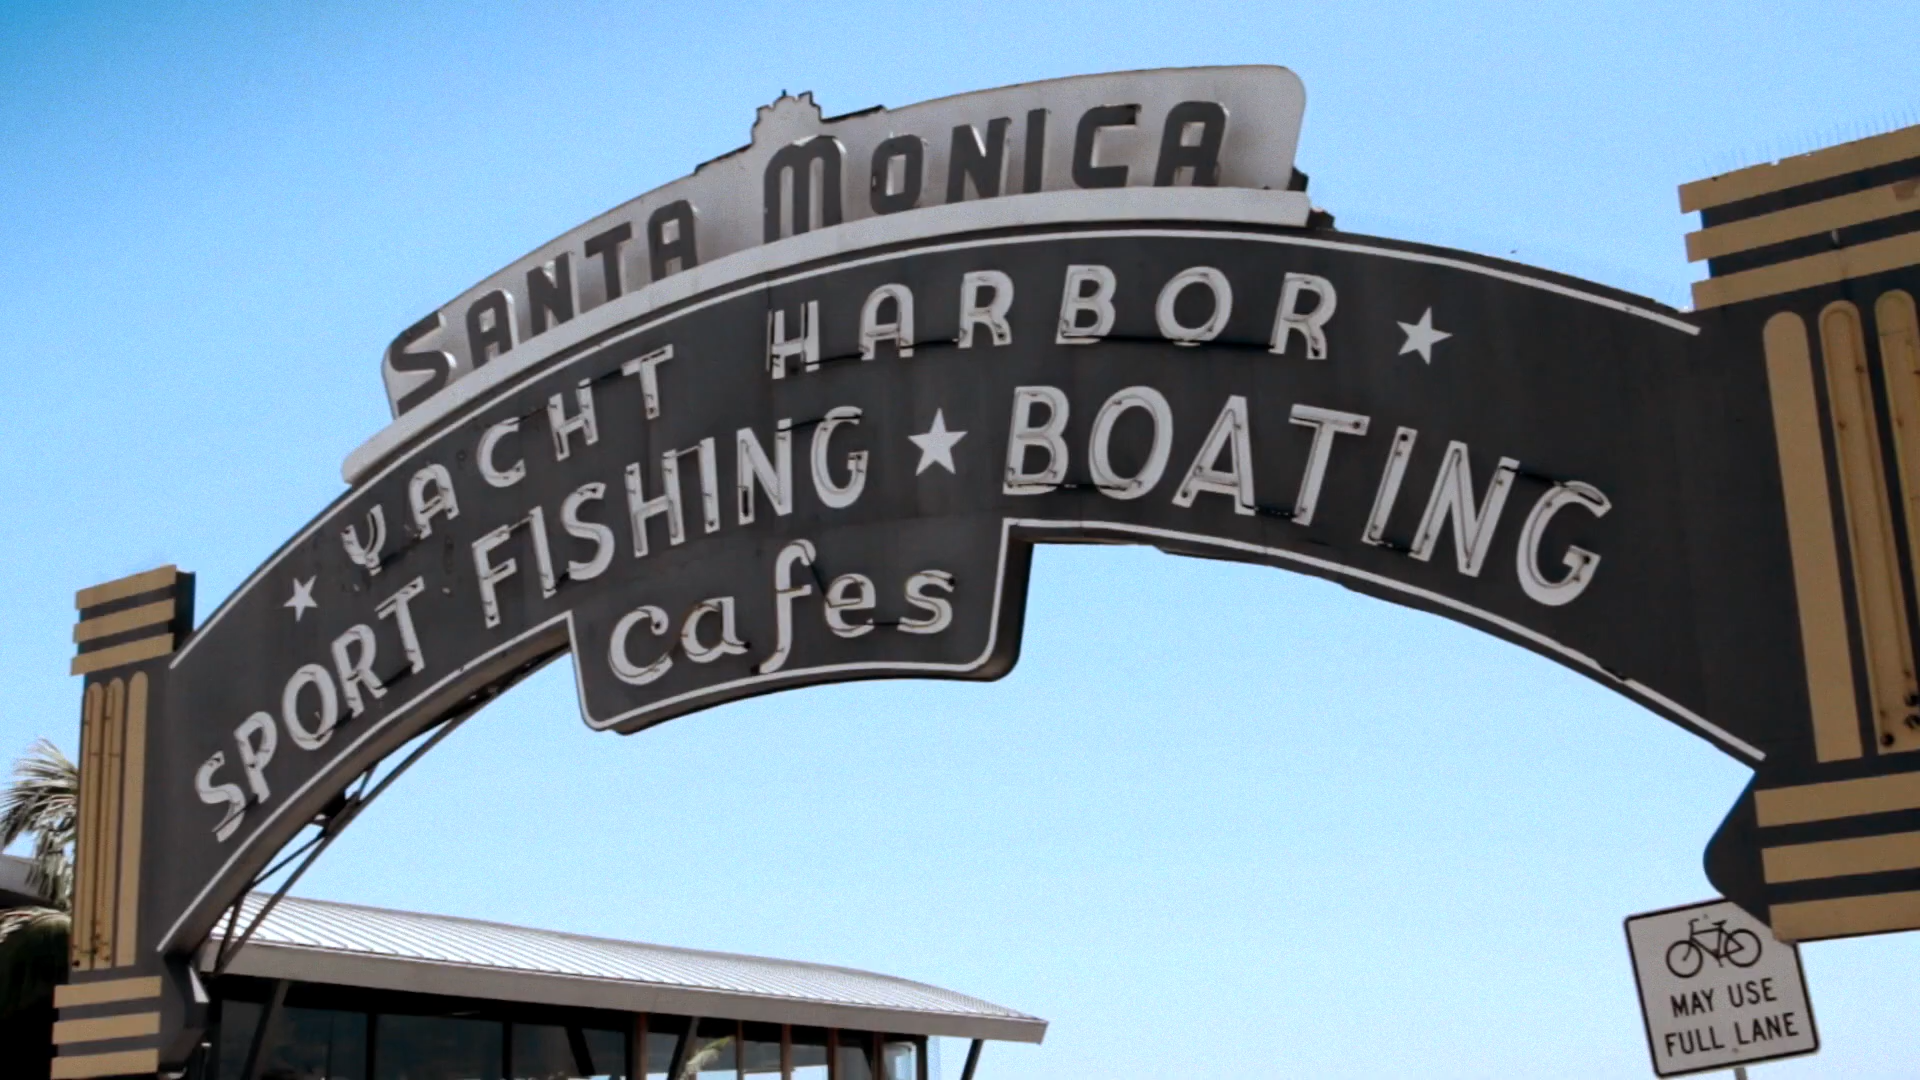 SANTA MONICA
YACHT HARBOR
SPORT FISHING BOATING
cafes
MAY USE
FULL LANE